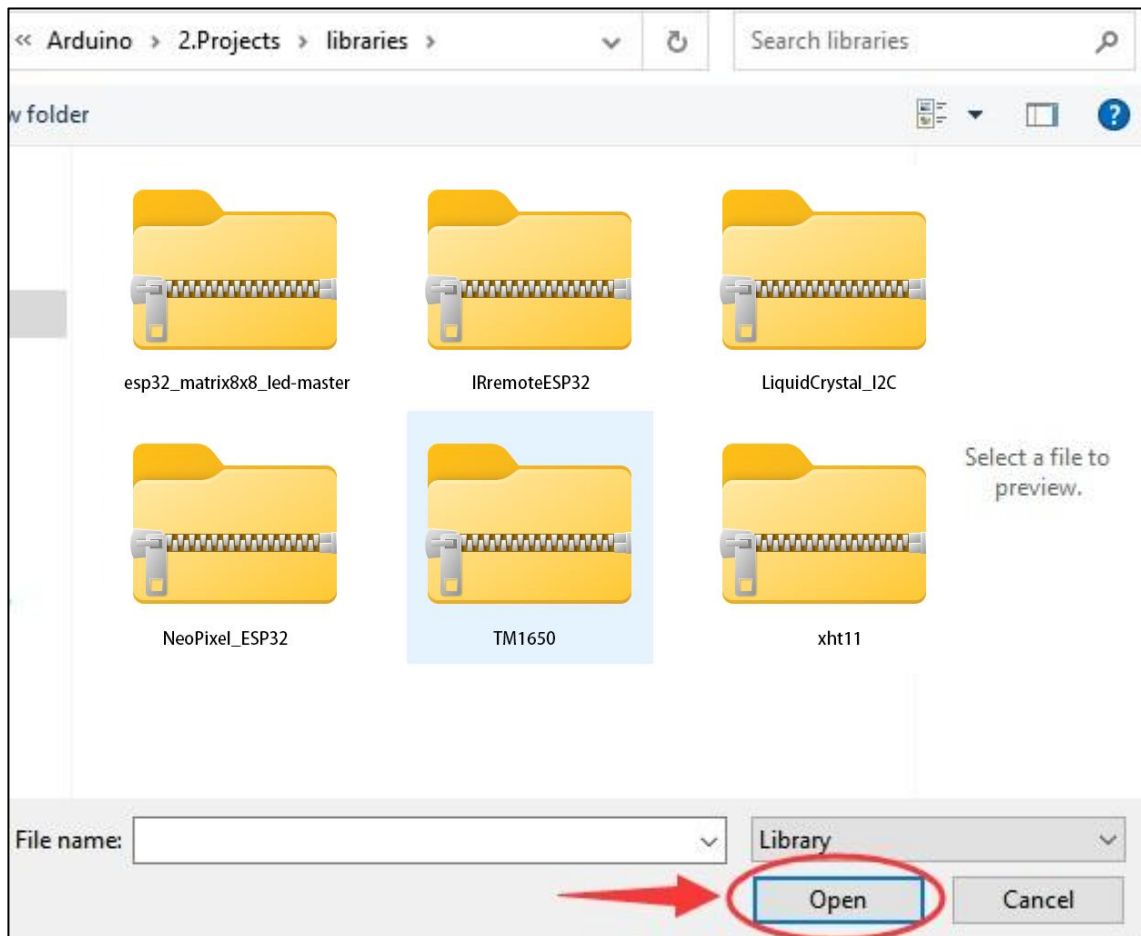 « Arduino > 2.Projects > libraries >
Search libraries
w folder
?
esp32_matrix8x8_led-master
IRremoteESP32
LiquidCrystal_I2C
Select a file to
preview.
NeoPixel_ESP32
TM1650
xht11
File name:
Library
Open
Cancel